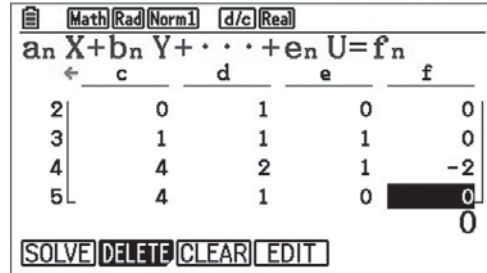 Math Rad Norm1 d/c Real
an X+bn Y+ · · · +en U=fn
← c d e f
2 0 1 0 0
3 1 1 1 0
4 4 2 1 -2
5 4 1 0 0
0
SOLVE DELETE CLEAR EDIT